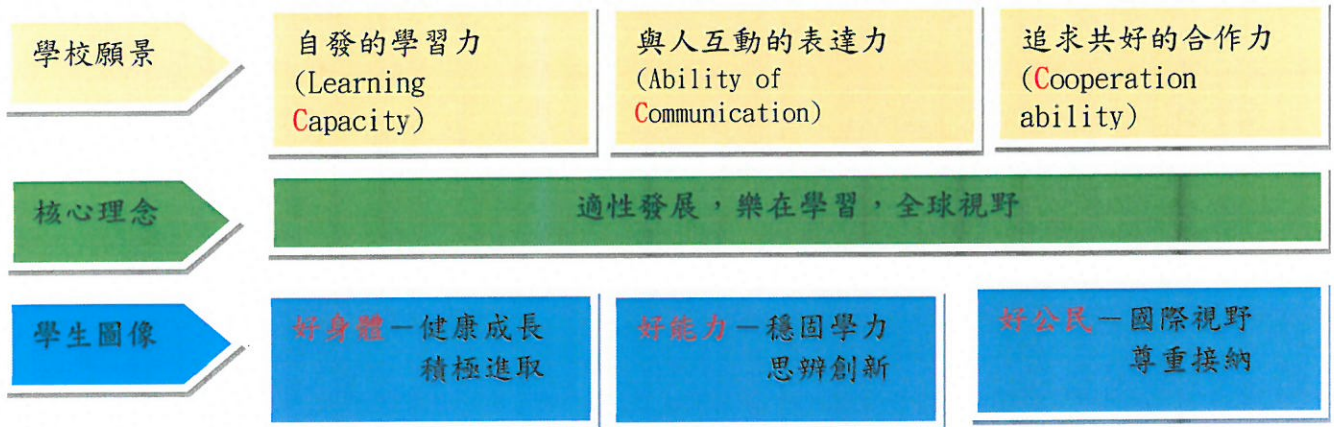 學校願景
自發的學習力
(Learning
Capacity)
與人互動的表達力
(Ability of
Communication)
追求共好的合作力
(Cooperation
ability)
核心理念
適性發展，樂在學習，全球視野
學生圖像
好身體－健康成長
積極進取
好能力－穩固學力
思辨創新
好公民－國際視野
尊重接納